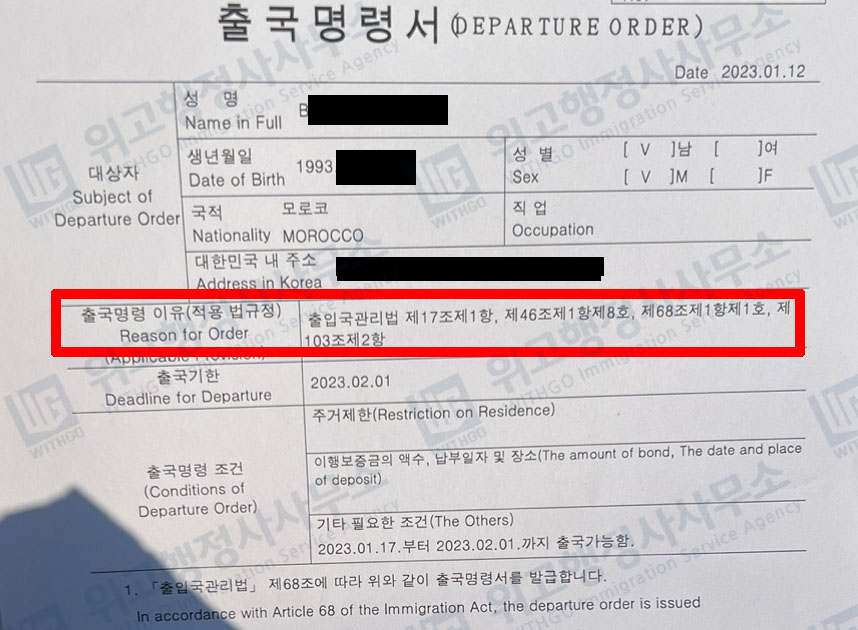 출국명령서(DEPARTURE ORDER)
Date 2023.01.12
대상자
Subject of
Departure Order
성 명
Name in Full B
생년월일
Date of Birth 1993.
성 별 [ V ]남 [ ]여
Sex [ V ]M [ ]F
국적 모로코
Nationality MOROCCO
직 업
Occupation
대한민국 내 주소
Address in Korea
출국명령 이유(적용 법규정)
Reason for Order
(Applicable Provision)
출입국관리법 제17조제1항, 제46조제1항제8호, 제68조제1항제1호, 제
103조제2항
출국기한
Deadline for Departure
2023.02.01
출국명령 조건
(Conditions of
Departure Order)
주거제한(Restriction on Residence)
이행보증금의 액수, 납부일자 및 장소(The amount of bond, The date and place
of deposit)
기타 필요한 조건(The Others)
2023.01.17.부터 2023.02.01.까지 출국가능함.
1. 「출입국관리법」 제68조에 따라 위와 같이 출국명령서를 발급합니다.
In accordance with Article 68 of the Immigration Act, the departure order is issued
위고행정사사무소
WITHGO Immigration Service Agency
WITHGO